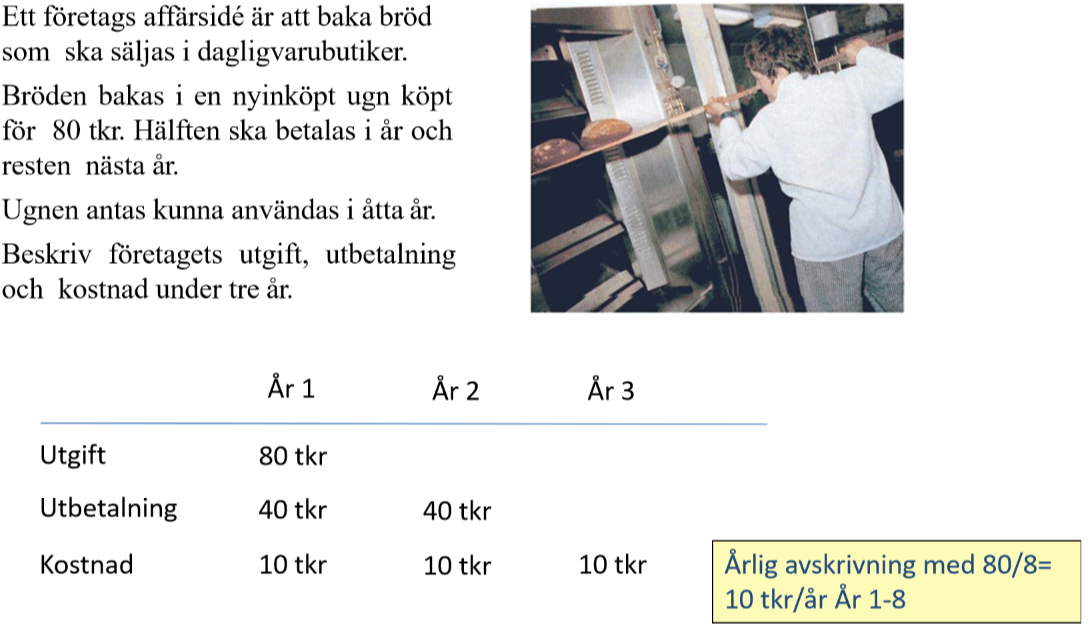 Ett företags affärsidé är att baka bröd
som ska säljas i dagligvarubutiker.
Bröden bakas i en nyinköpt ugn köpt
för 80 tkr. Hälften ska betalas i år och
resten nästa år.
Ugnen antas kunna användas i åtta år.
Beskriv företagets utgift, utbetalning
och kostnad under tre år.
År 1 År 2 År 3
Utgift 80 tkr
Utbetalning 40 tkr 40 tkr
Kostnad 10 tkr 10 tkr 10 tkr
Årlig avskrivning med 80/8=
10 tkr/år År 1-8